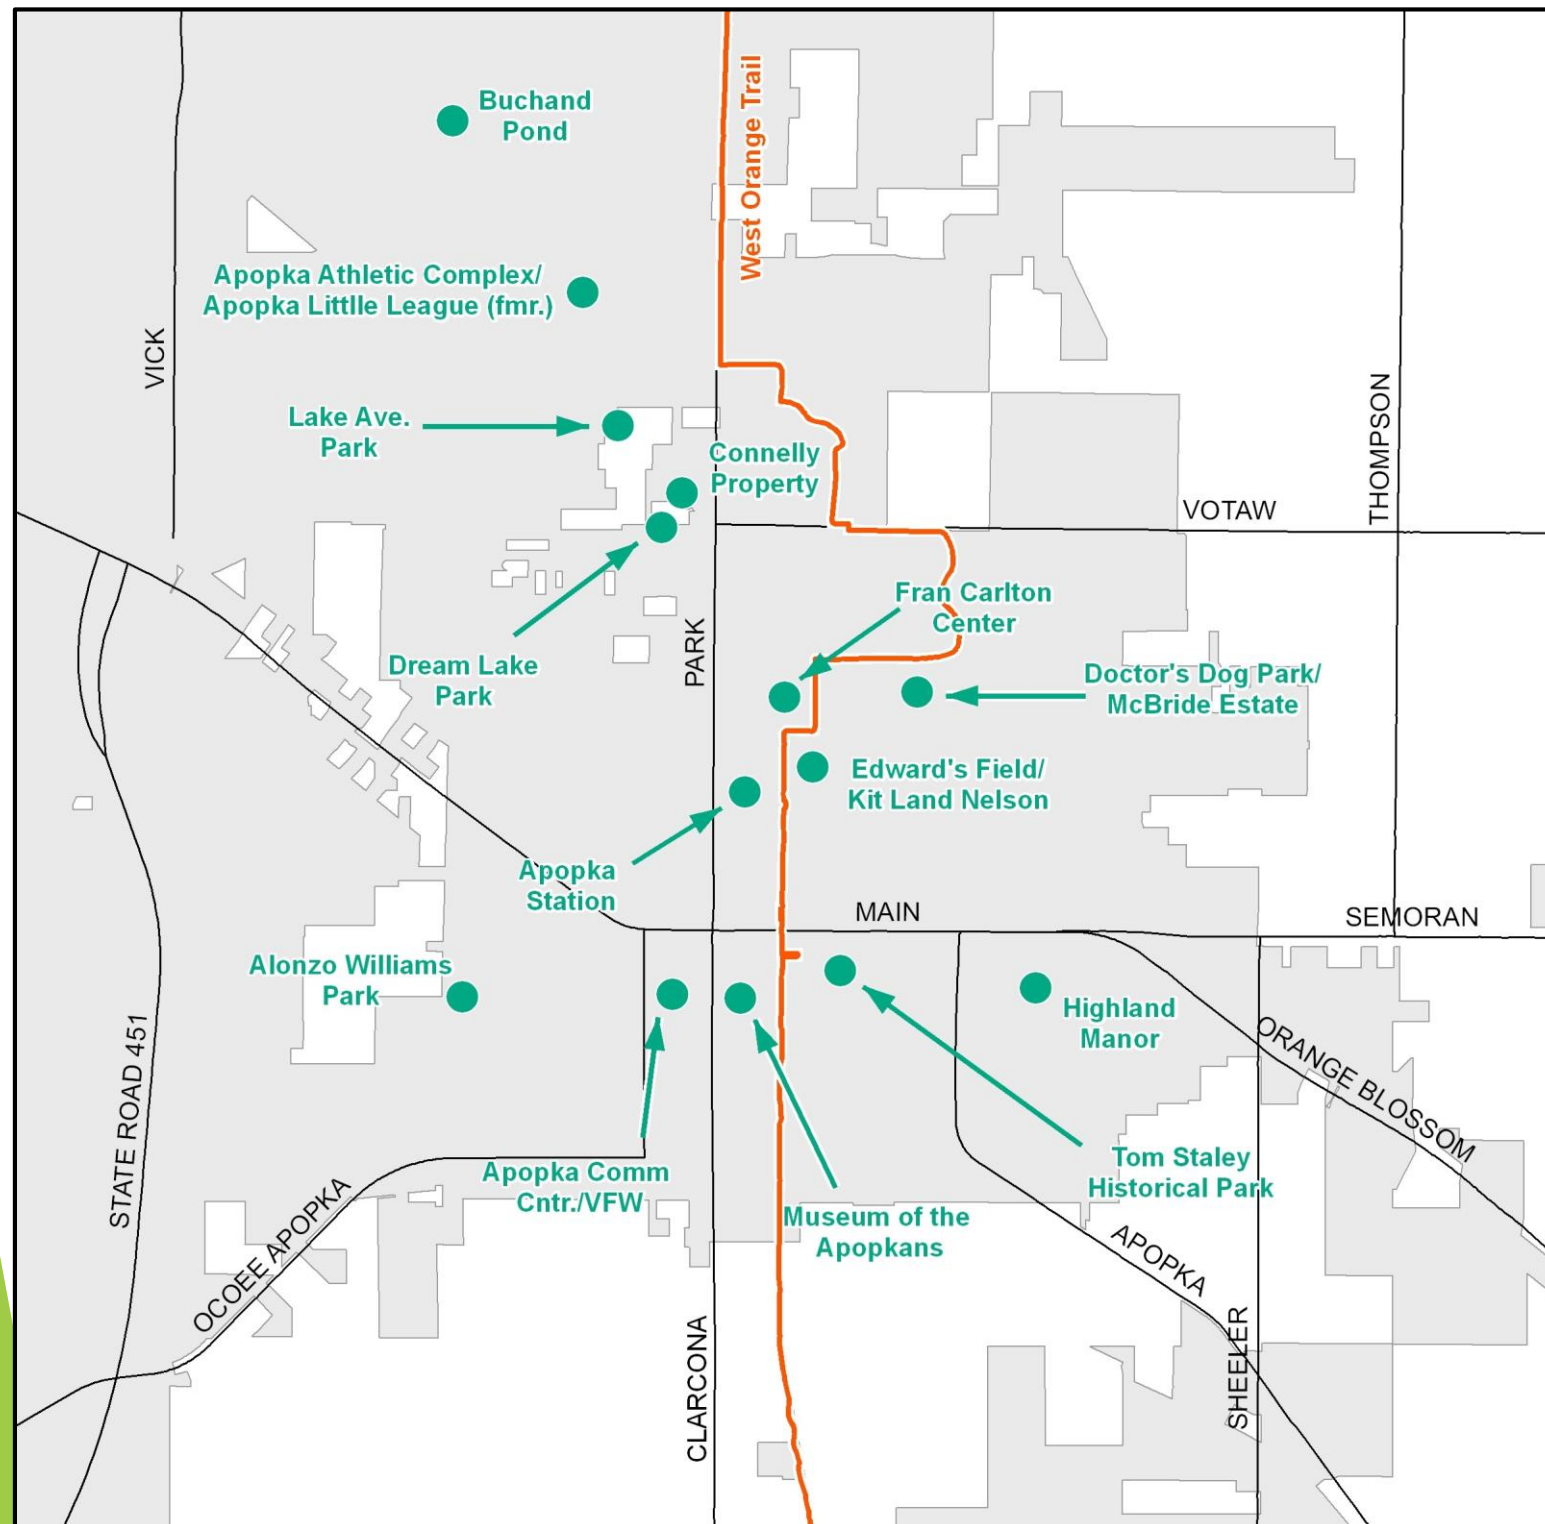 Buchand
Pond
West Orange Trail
Apopka Athletic Complex/
Apopka Littlle League (fmr.)
VICK
THOMPSON
Lake Ave.
Park
Connelly
Property
VOTAW
Fran Carlton
Center
PARK
Dream Lake
Park
Doctor's Dog Park/
McBride Estate
Edward's Field/
Kit Land Nelson
Apopka
Station
MAIN
SEMORAN
Alonzo Williams
Park
Highland
Manor
STATE ROAD 451
ORANGE BLOSSOM
Apopka Comm
Cntr./VFW
Tom Staley
Historical Park
OCOEE APOPKA
Museum of the
Apopkans
APOPKA
CLARCONA
SHEELER